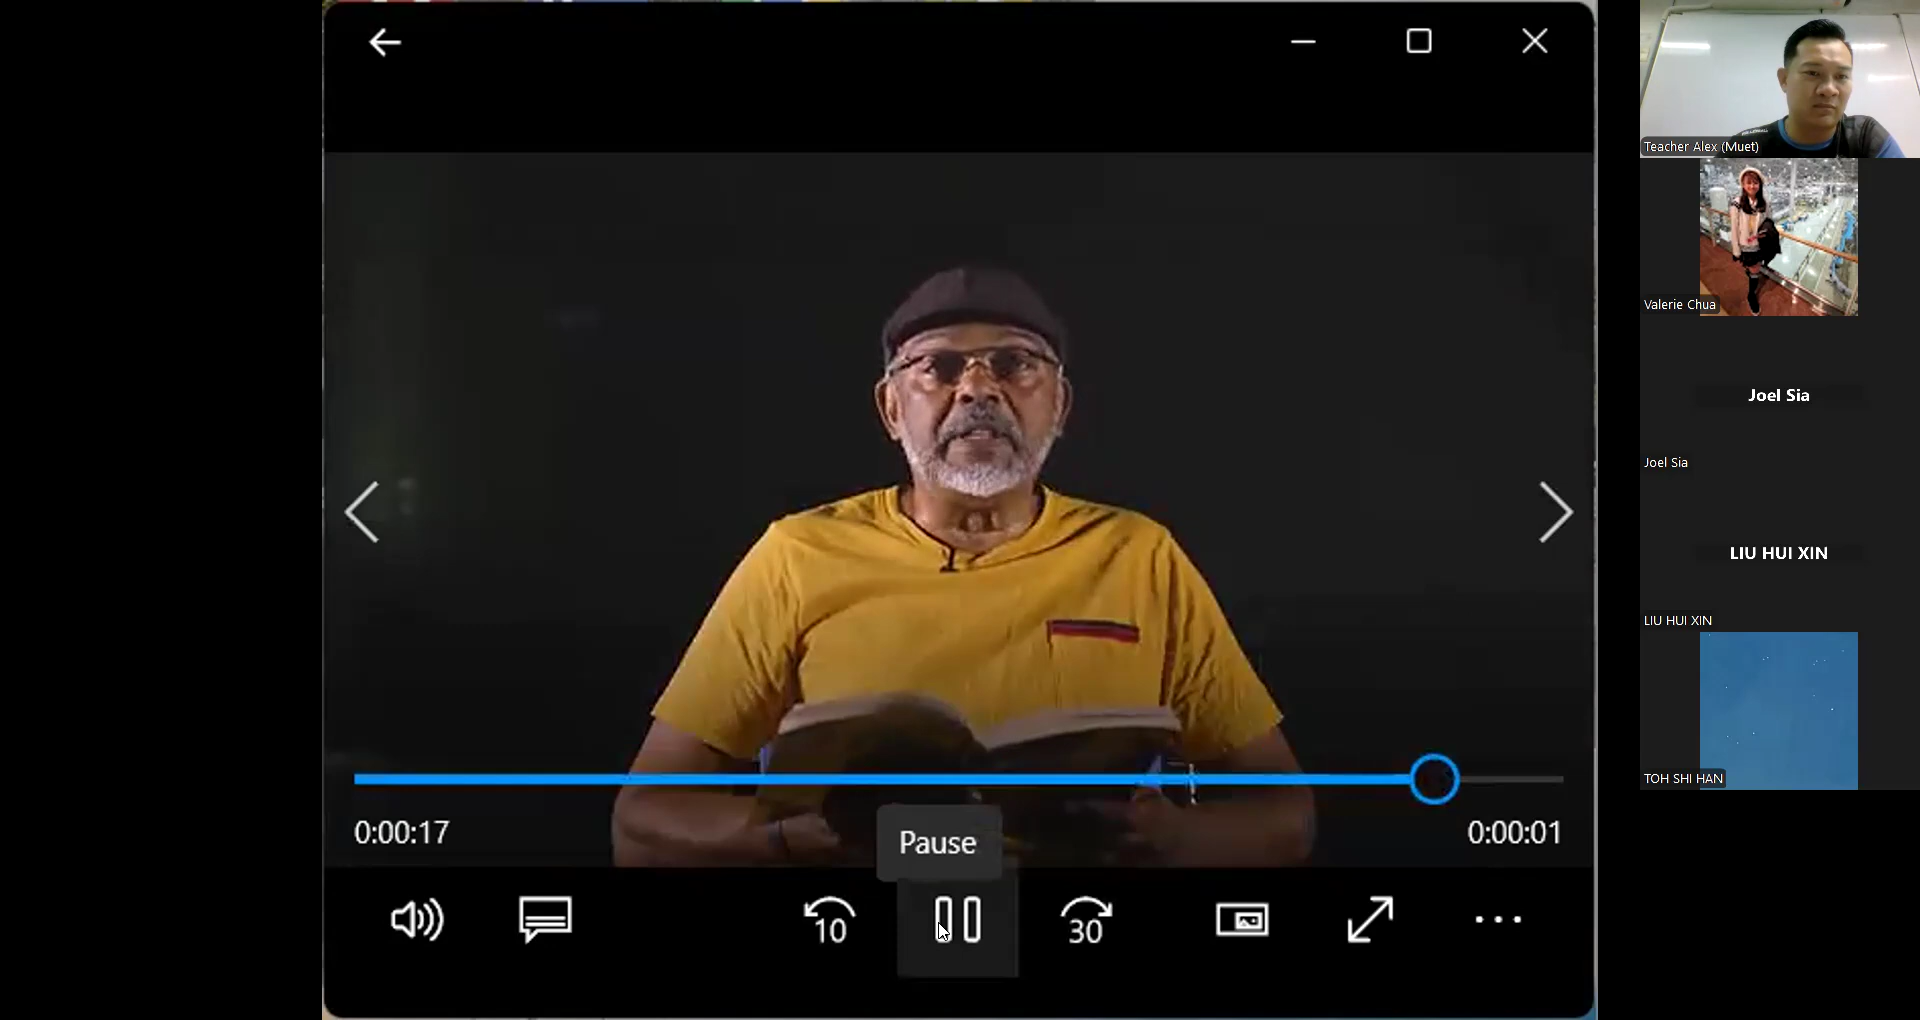 Pause
0:00:17
0:00:01
10
30
Teacher Alex (Muet)
Valerie Chua
Joel Sia
Joel Sia
LIU HUI XIN
LIU HUI XIN
TOH SHI HAN